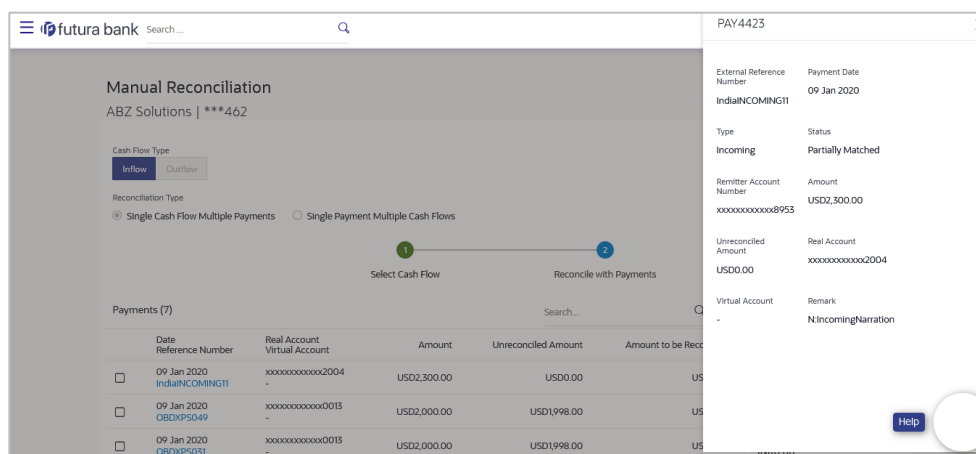 futura bank Search ...
PAY4423
Manual Reconciliation
ABZ Solutions | ***462
Cash Flow Type
Inflow Outflow
Reconciliation Type
Single Cash Flow Multiple Payments Single Payment Multiple Cash Flows
1 2
Select Cash Flow Reconcile with Payments
Payments (7) Search...
Date Reference Number Real Account Virtual Account Amount Unreconciled Amount Amount to be
09 Jan 2020 xxxxxxxxxxxx2004 USD2,300.00 USD0.00
IndiaINCOMING11 -
09 Jan 2020 xxxxxxxxxxxx0013 USD2,000.00 USD1,998.00
OBDXPS049 -
09 Jan 2020 xxxxxxxxxxxx0013 USD2,000.00 USD1,998.00
OBDXPS031 -
External Reference Number Payment Date
IndiaINCOMING11 09 Jan 2020
Type Status
Incoming Partially Matched
Remitter Account Number Amount
xxxxxxxxxxxx8953 USD2,300.00
Unreconciled Amount Real Account
USD0.00 xxxxxxxxxxxx2004
Virtual Account Remark
- N:IncomingNarration
Help